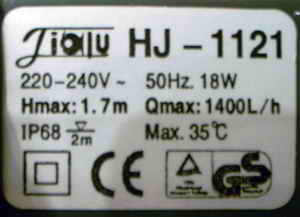 Jialu HJ-1121
220-240V~ 50Hz. 18W
Hmax: 1.7m Qmax: 1400L/h
IP68 2m Max. 35℃
CE GS